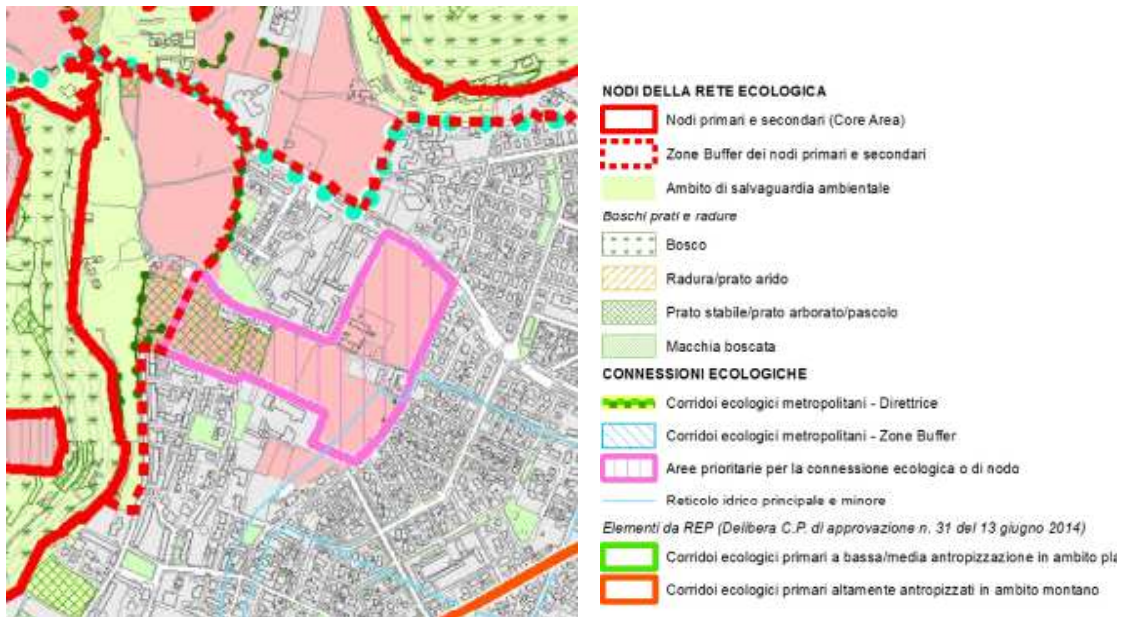 NODI DELLA RETE ECOLOGICA
Nodi primari e secondari (Core Area)
Zone Buffer dei nodi primari e secondari
Ambito di salvaguardia ambientale
Boschi prati e radure
Bosco
Radura/prato arido
Prato stabile/prato arborato/pascolo
Macchia boscata
CONNESSIONI ECOLOGICHE
Corridoi ecologici metropolitani - Direttrice
Corridoi ecologici metropolitani - Zone Buffer
Aree prioritarie per la connessione ecologica o di nodo
Reticolo idrico principale e minore
Elementi da REP (Delibera C.P. di approvazione n. 31 del 13 giugno 2014)
Corridoi ecologici primari a bassa/media antropizzazione in ambito pla
Corridoi ecologici primari altamente antropizzati in ambito montano